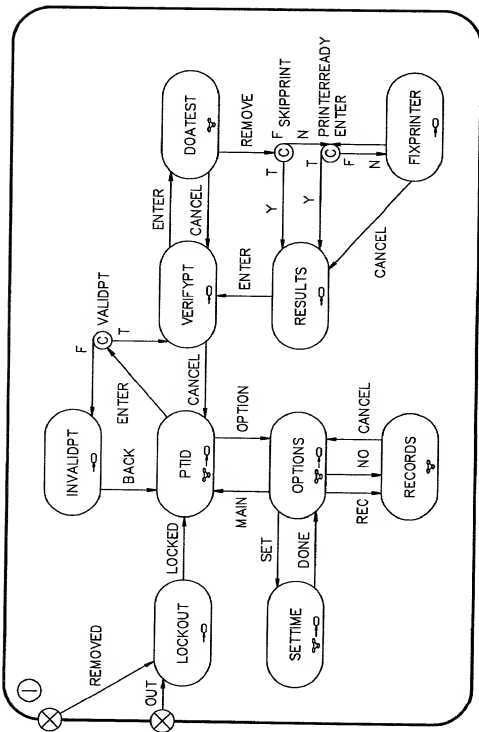 I
REMOVED
OUT
LOCKOUT
LOCKED
INVALIDPT
BACK
F
C
VALIDPT
T
ENTER
PTID
CANCEL
OPTION
MAIN
SET
DONE
SETTIME
OPTIONS
REC
NO
CANCEL
RECORDS
VERIFYPT
ENTER
CANCEL
DOATEST
REMOVE
C
F
SKIPPRINT
T
N
Y
PRINTERREADY
ENTER
C
T
F
Y
N
RESULTS
ENTER
CANCEL
FIXPRINTER